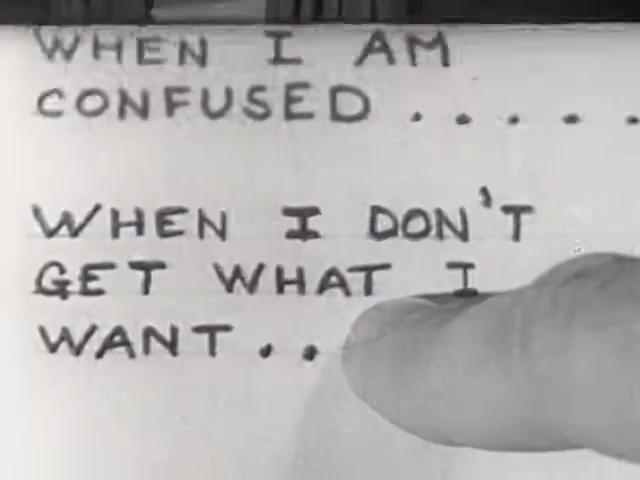 WHEN I AM
CONFUSED . . . . .
WHEN I DON'T
GET WHAT I
WANT . .